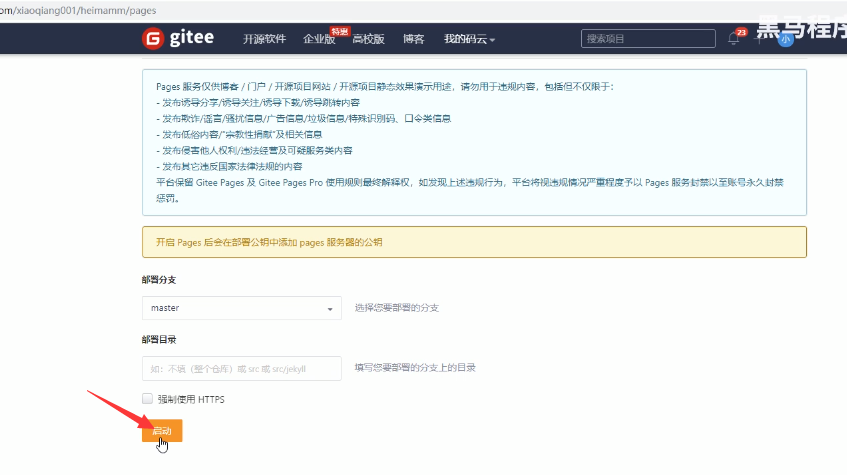 om/xiaoqiang001/heimamm/pages
gitee
开源软件 企业版 特惠 高校版 博客 我的码云 搜索项目 23 小
黑马程序
Pages 服务仅供博客 / 门户 / 开源项目网站 / 开源项目静态效果演示用途，请勿用于违规内容，包括但不仅限于：
- 发布诱导分享/诱导关注/诱导下载/诱导跳转内容
- 发布欺诈/谣言/骚扰信息/广告信息/垃圾信息/特殊识别码、口令类信息
- 发布低俗内容/“宗教性捐献”及相关信息
- 发布侵害他人权利/违法经营及可疑服务类内容
- 发布其它违反国家法律法规的内容
平台保留 Gitee Pages 及 Gitee Pages Pro 使用规则最终解释权，如发现上述违规行为，平台将视违规情况严重程度予以 Pages 服务封禁以至账号永久封禁
惩罚。
开启 Pages 后会在部署公钥中添加 pages 服务器的公钥
部署分支
master 选择您要部署的分支
部署目录
如：不填（整个仓库）或 src 或 src/jekyll 填写您要部署的分支上的目录
强制使用 HTTPS
启动